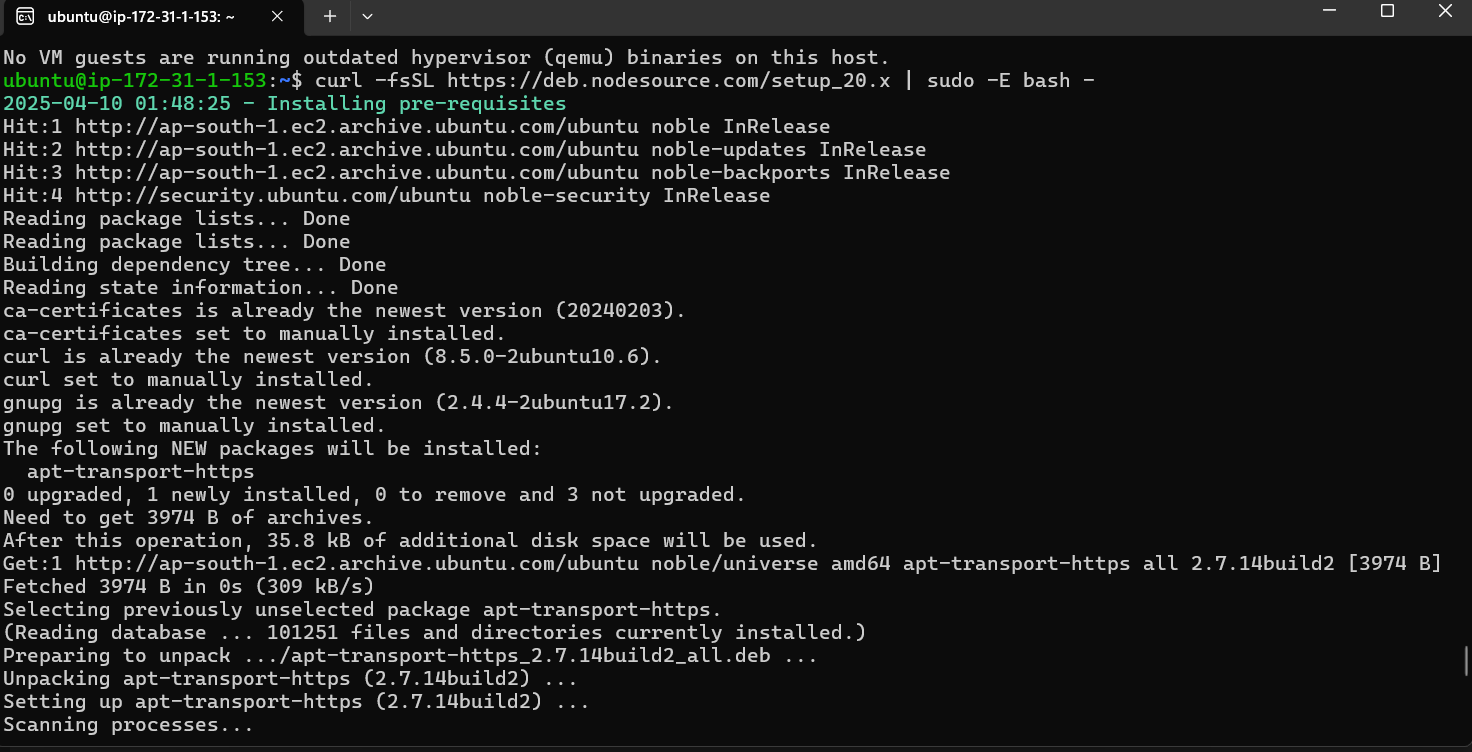 ubuntu@ip-172-31-1-153: ~
No VM guests are running outdated hypervisor (qemu) binaries on this host.
ubuntu@ip-172-31-1-153:~$ curl -fsSL https://deb.nodesource.com/setup_20.x | sudo -E bash -
2025-04-10 01:48:25 - Installing pre-requisites
Hit:1 http://ap-south-1.ec2.archive.ubuntu.com/ubuntu noble InRelease
Hit:2 http://ap-south-1.ec2.archive.ubuntu.com/ubuntu noble-updates InRelease
Hit:3 http://ap-south-1.ec2.archive.ubuntu.com/ubuntu noble-backports InRelease
Hit:4 http://security.ubuntu.com/ubuntu noble-security InRelease
Reading package lists... Done
Reading package lists... Done
Building dependency tree... Done
Reading state information... Done
ca-certificates is already the newest version (20240203).
ca-certificates set to manually installed.
curl is already the newest version (8.5.0-2ubuntu10.6).
curl set to manually installed.
gnupg is already the newest version (2.4.4-2ubuntu17.2).
gnupg set to manually installed.
The following NEW packages will be installed:
  apt-transport-https
0 upgraded, 1 newly installed, 0 to remove and 3 not upgraded.
Need to get 3974 B of archives.
After this operation, 35.8 kB of additional disk space will be used.
Get:1 http://ap-south-1.ec2.archive.ubuntu.com/ubuntu noble/universe amd64 apt-transport-https all 2.7.14build2 [3974 B]
Fetched 3974 B in 0s (309 kB/s)
Selecting previously unselected package apt-transport-https.
(Reading database ... 101251 files and directories currently installed.)
Preparing to unpack .../apt-transport-https_2.7.14build2_all.deb ...
Unpacking apt-transport-https (2.7.14build2) ...
Setting up apt-transport-https (2.7.14build2) ...
Scanning processes...